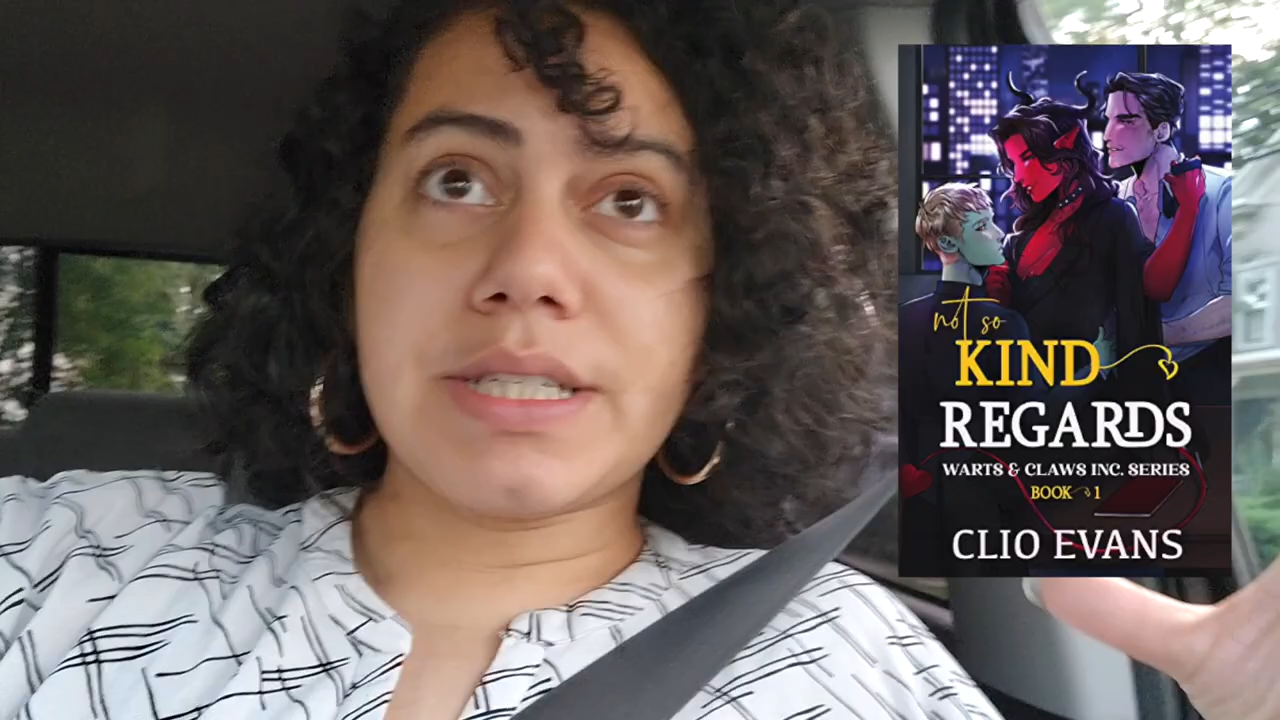 not so
KIND
REGARDS
WARTS & CLAWS INC. SERIES
BOOK 1
CLIO EVANS